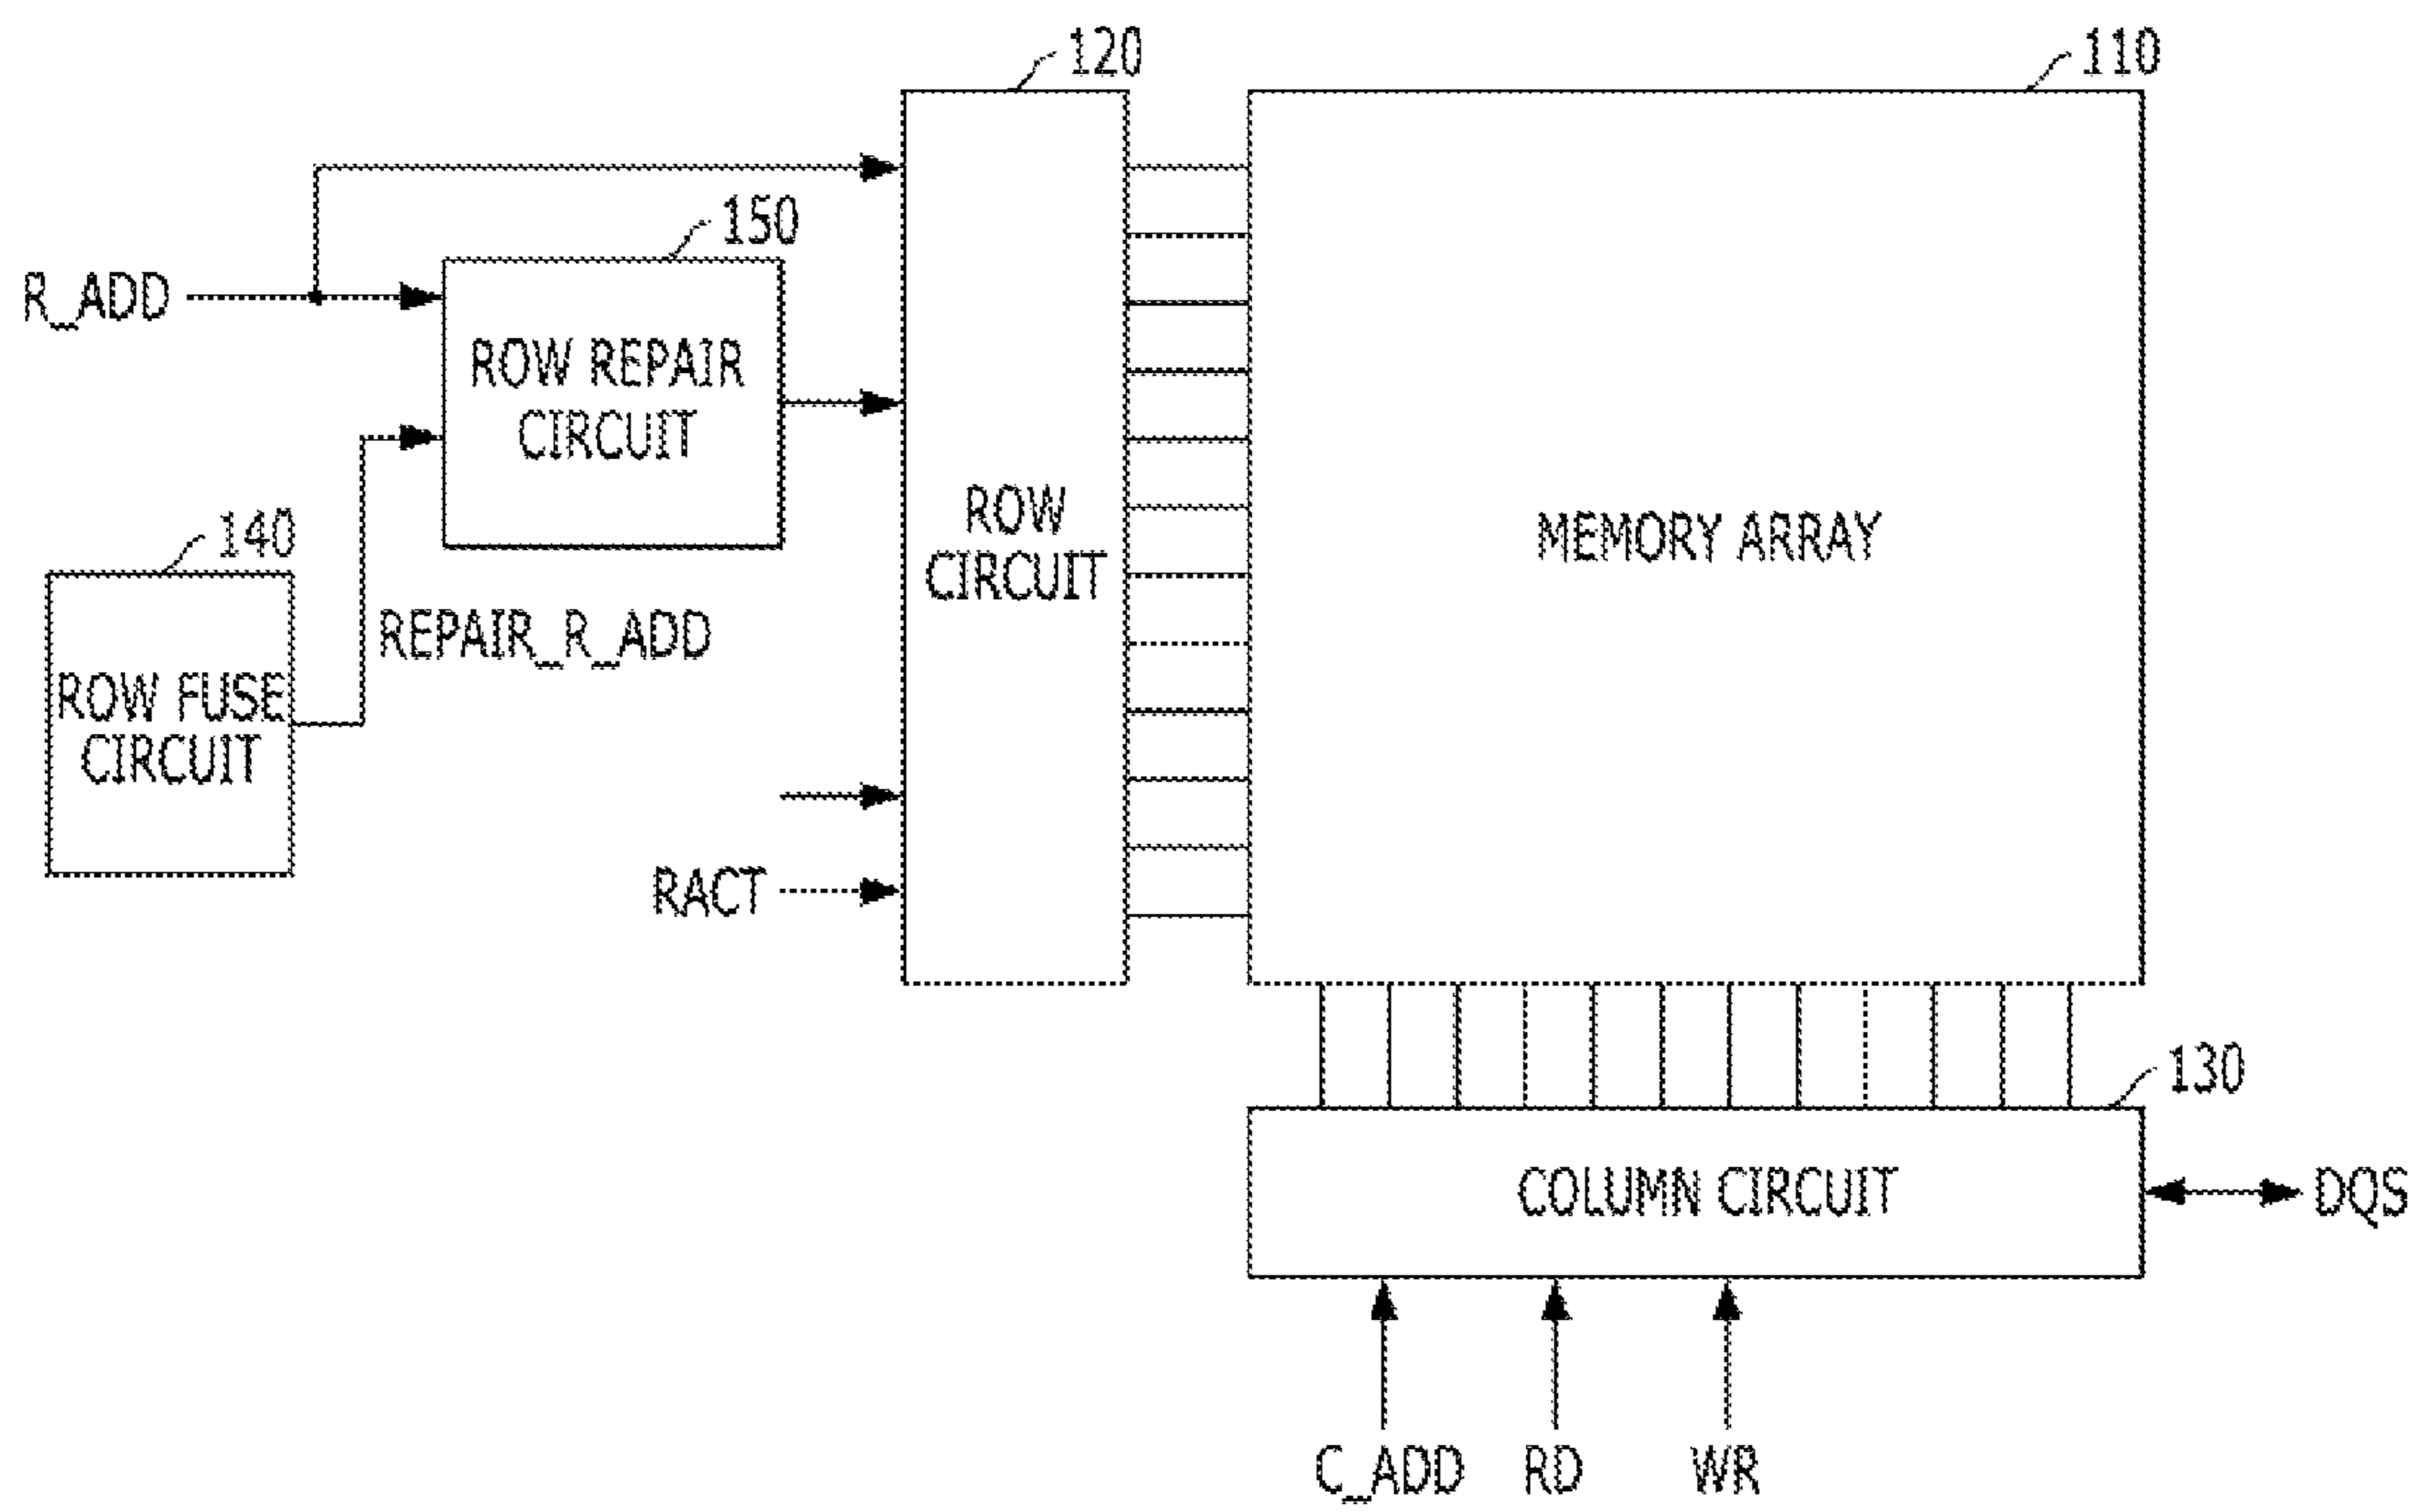 120
110
150
R_ADD
ROW REPAIR
CIRCUIT
140
ROW
CIRCUIT
MEMORY ARRAY
REPAIR_R_ADD
ROW FUSE
CIRCUIT
RACT
130
COLUMN CIRCUIT
DQS
C_ADD
RD
WR